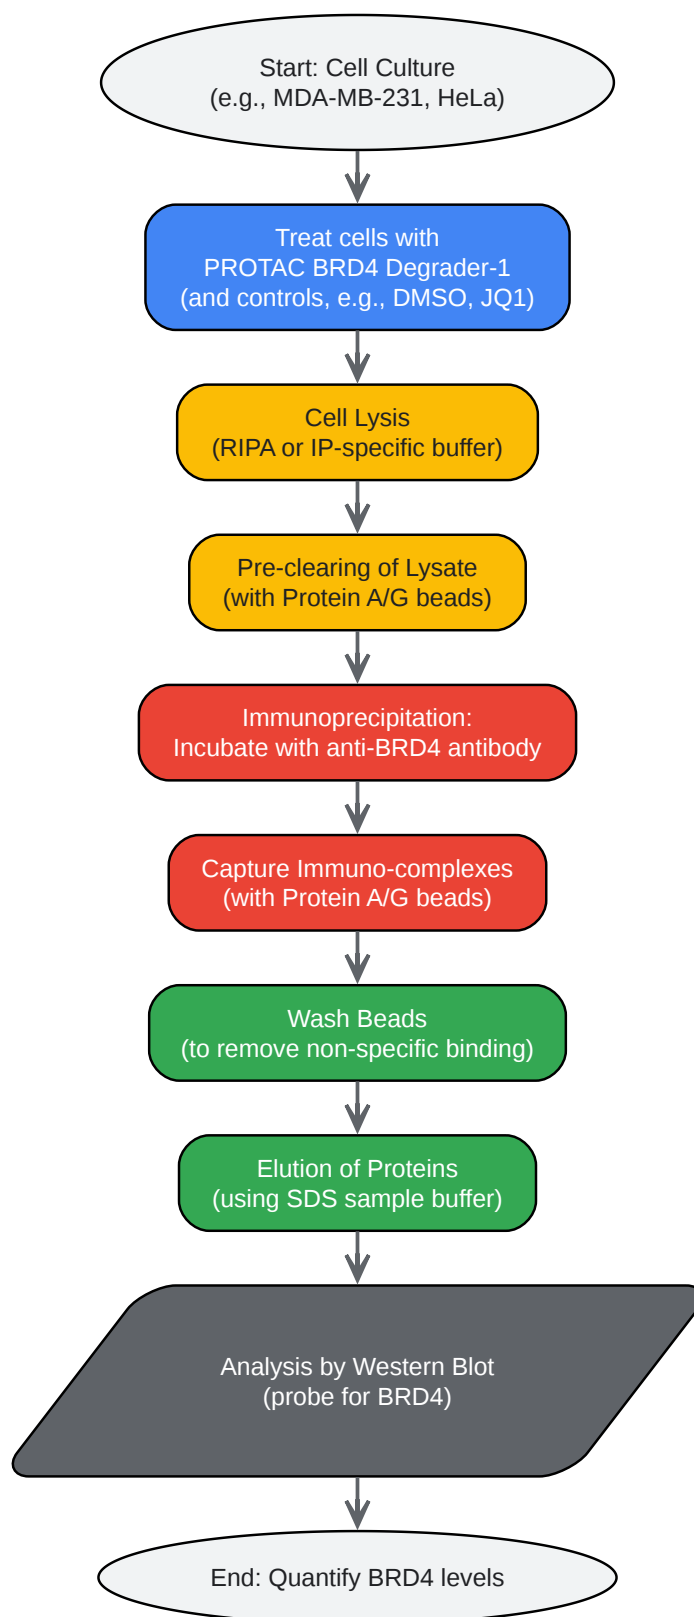 Start: Cell Culture
(e.g., MDA-MB-231, HeLa)
Treat cells with
PROTAC BRD4 Degrader-1
(and controls, e.g., DMSO, JQ1)
Cell Lysis
(RIPA or IP-specific buffer)
Pre-clearing of Lysate
(with Protein A/G beads)
Immunoprecipitation:
Incubate with anti-BRD4 antibody
Capture Immuno-complexes
(with Protein A/G beads)
Wash Beads
(to remove non-specific binding)
Elution of Proteins
(using SDS sample buffer)
Analysis by Western Blot
(probe for BRD4)
End: Quantify BRD4 levels